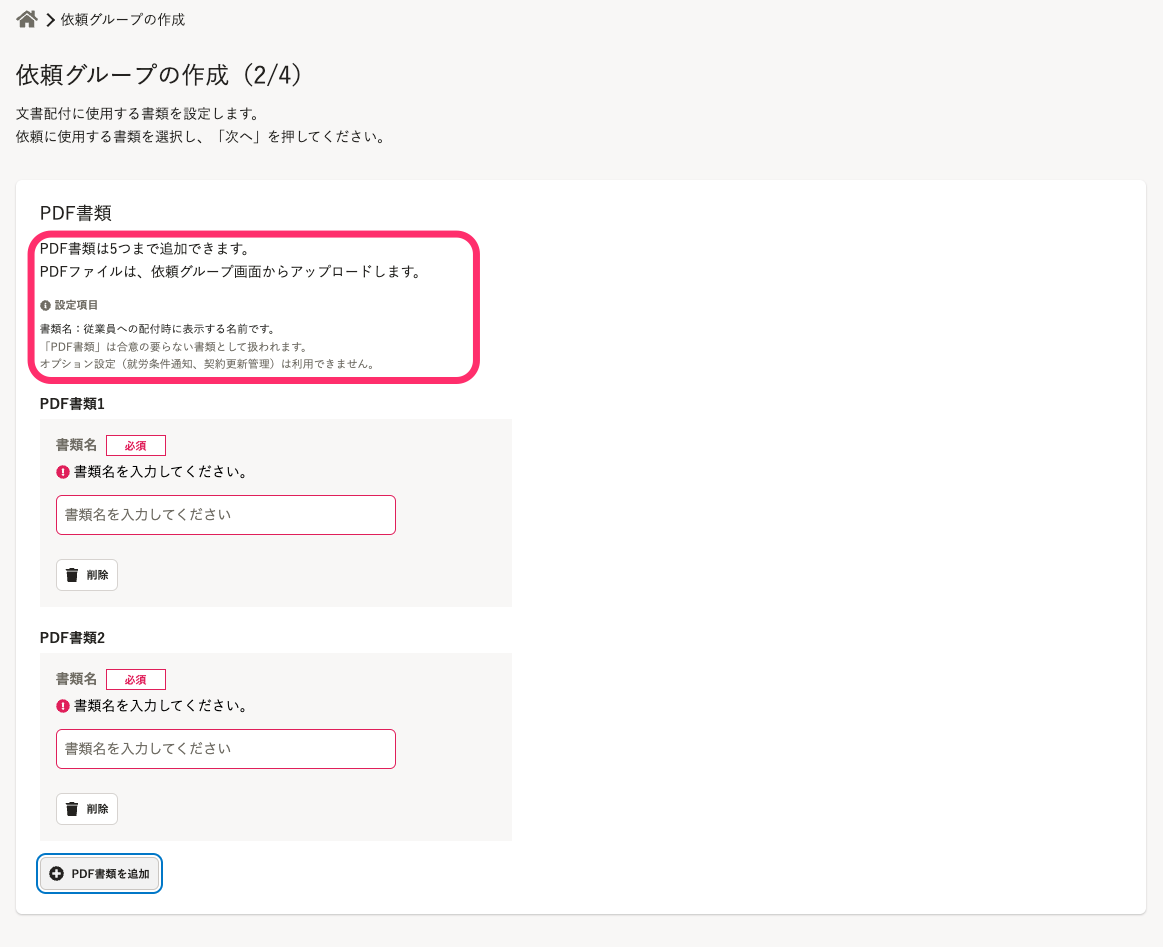 依頼グループの作成
依頼グループの作成（2/4）
文書配付に使用する書類を設定します。
依頼に使用する書類を選択し、「次へ」を押してください。
PDF書類
PDF書類は5つまで追加できます。
PDFファイルは、依頼グループ画面からアップロードします。
設定項目
書類名：従業員への配付時に表示する名前です。
「PDF書類」は合意の要らない書類として扱われます。
オプション設定（就労条件通知、契約更新管理）は利用できません。
PDF書類1
書類名 必須
書類名を入力してください。
書類名を入力してください
削除
PDF書類2
書類名 必須
書類名を入力してください。
書類名を入力してください
削除
PDF書類を追加